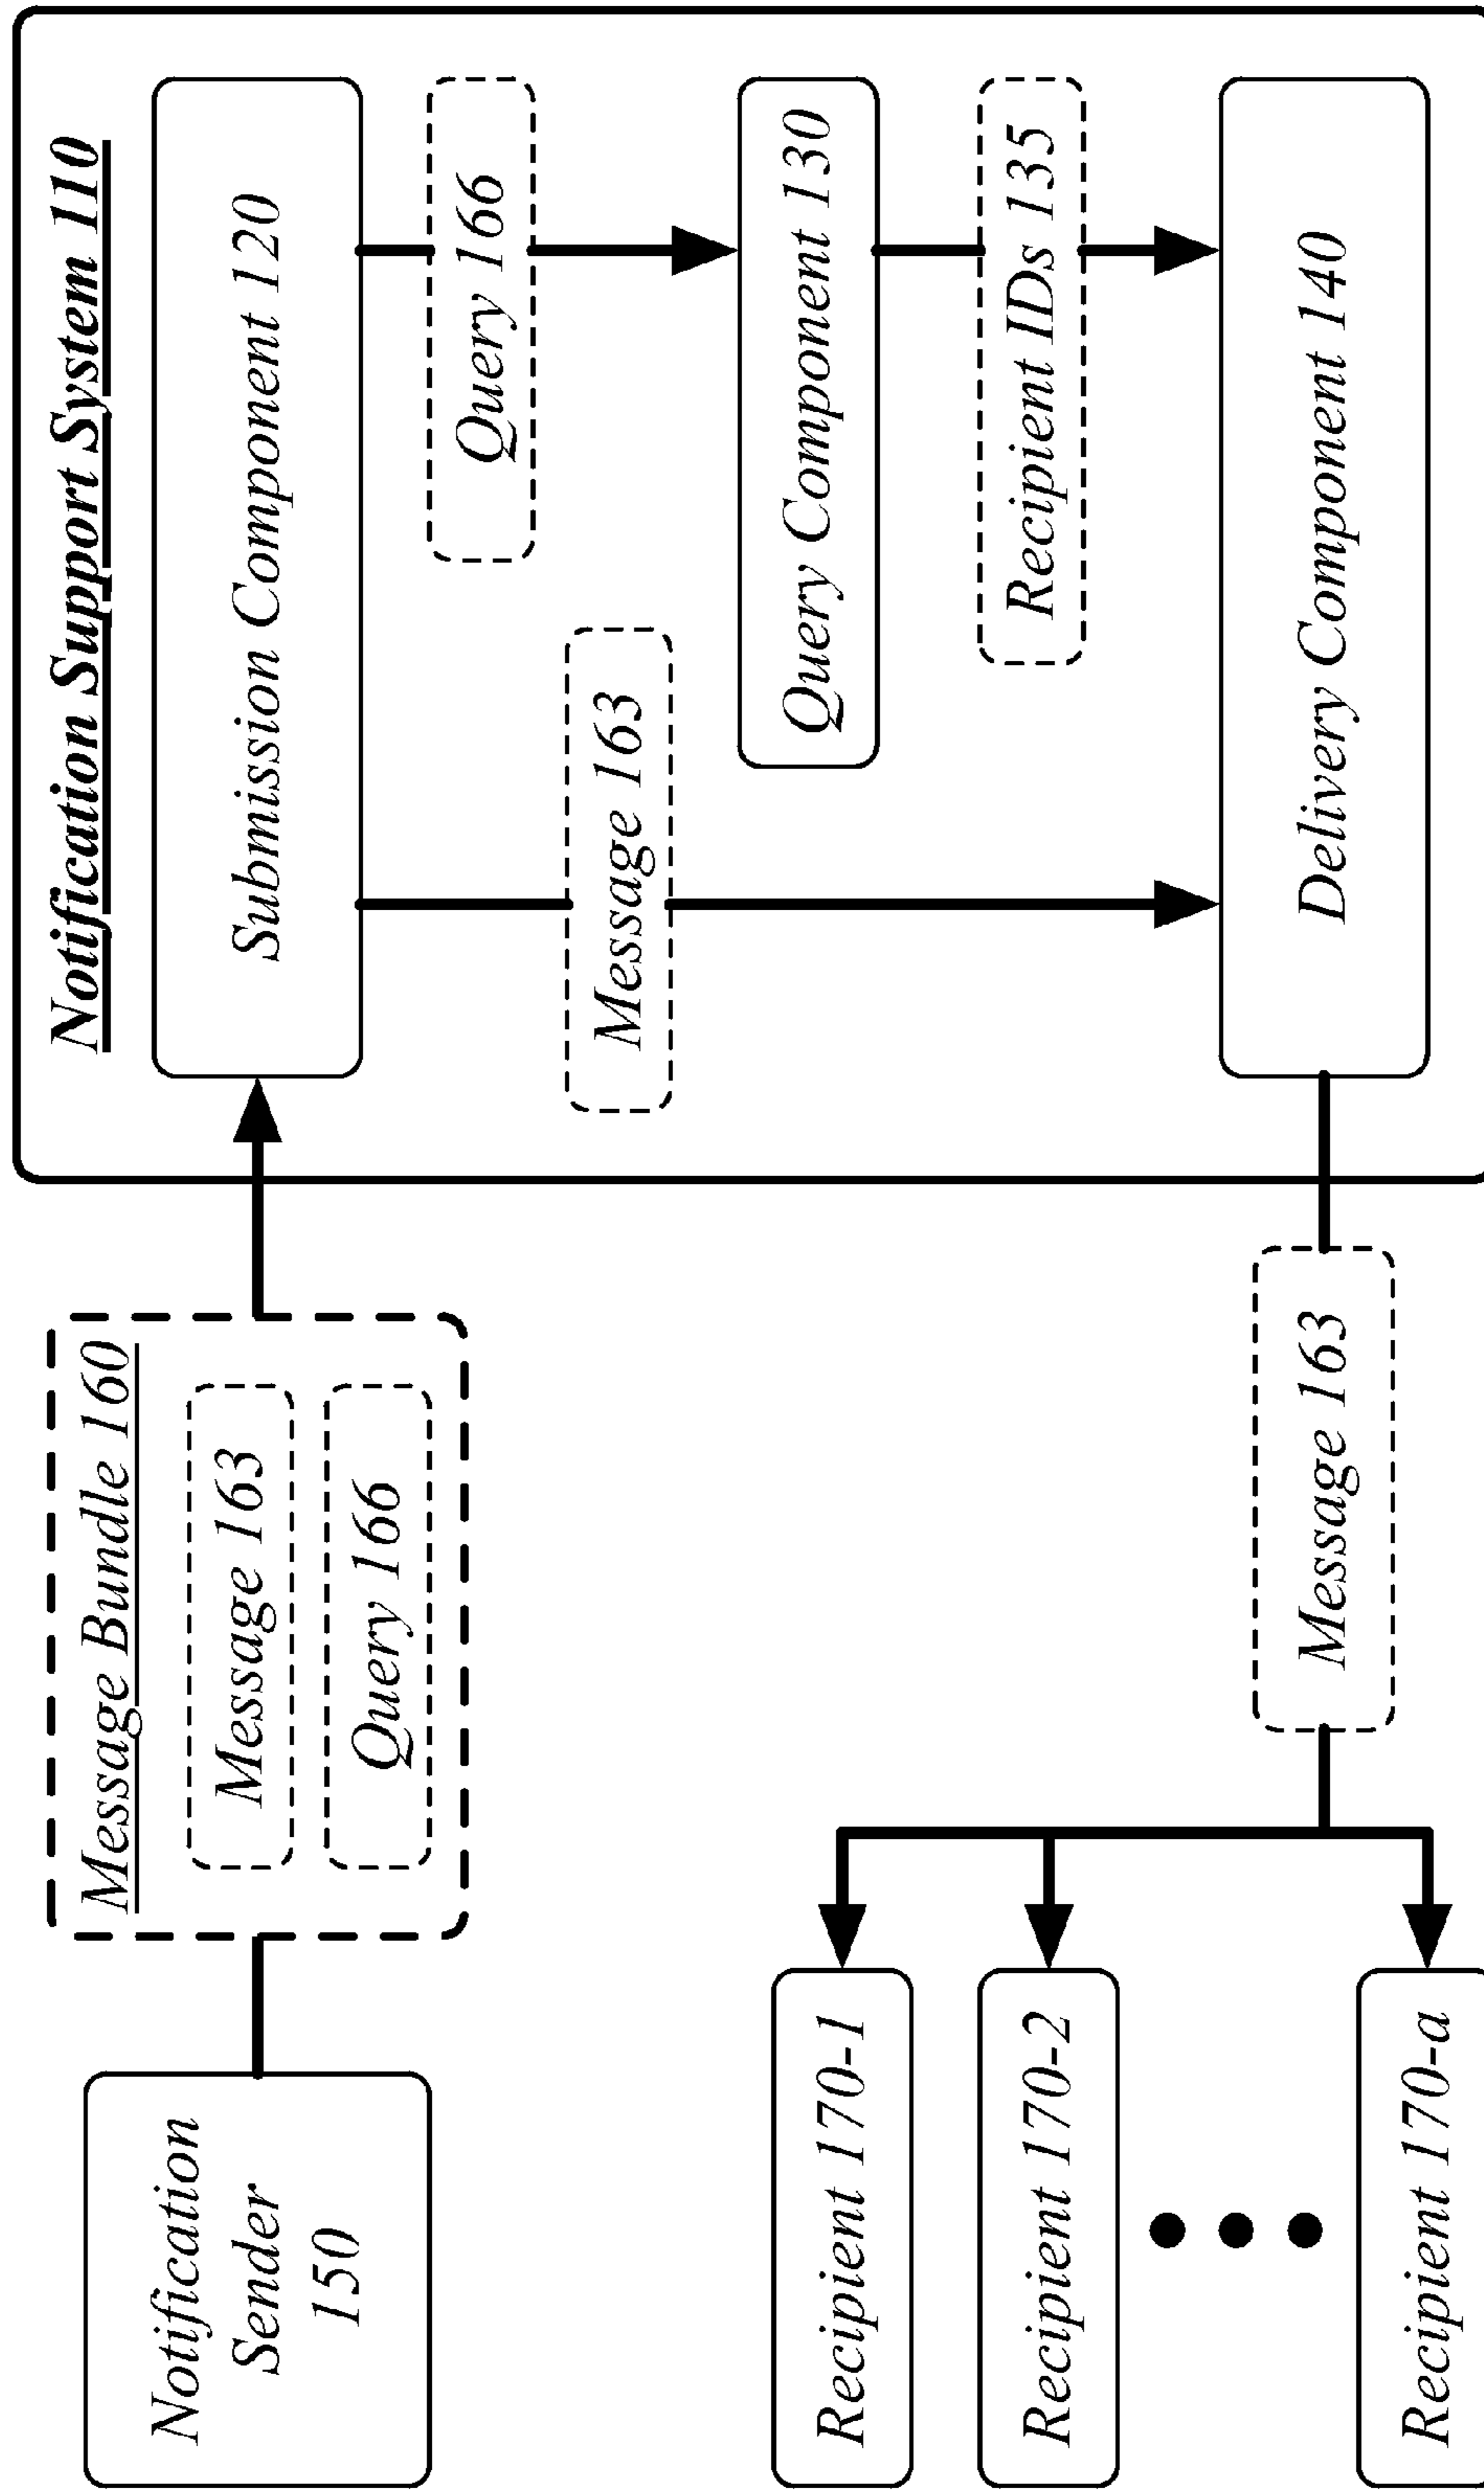 Notification Support System 110
Notification
Sender
150
Message Bundle 160
Message 163
Query 166
Submission Component 120
Query 166
Message 163
Query Component 130
Recipient IDs 135
Delivery Component 140
Message 163
Recipient 170-1
Recipient 170-2
Recipient 170-a